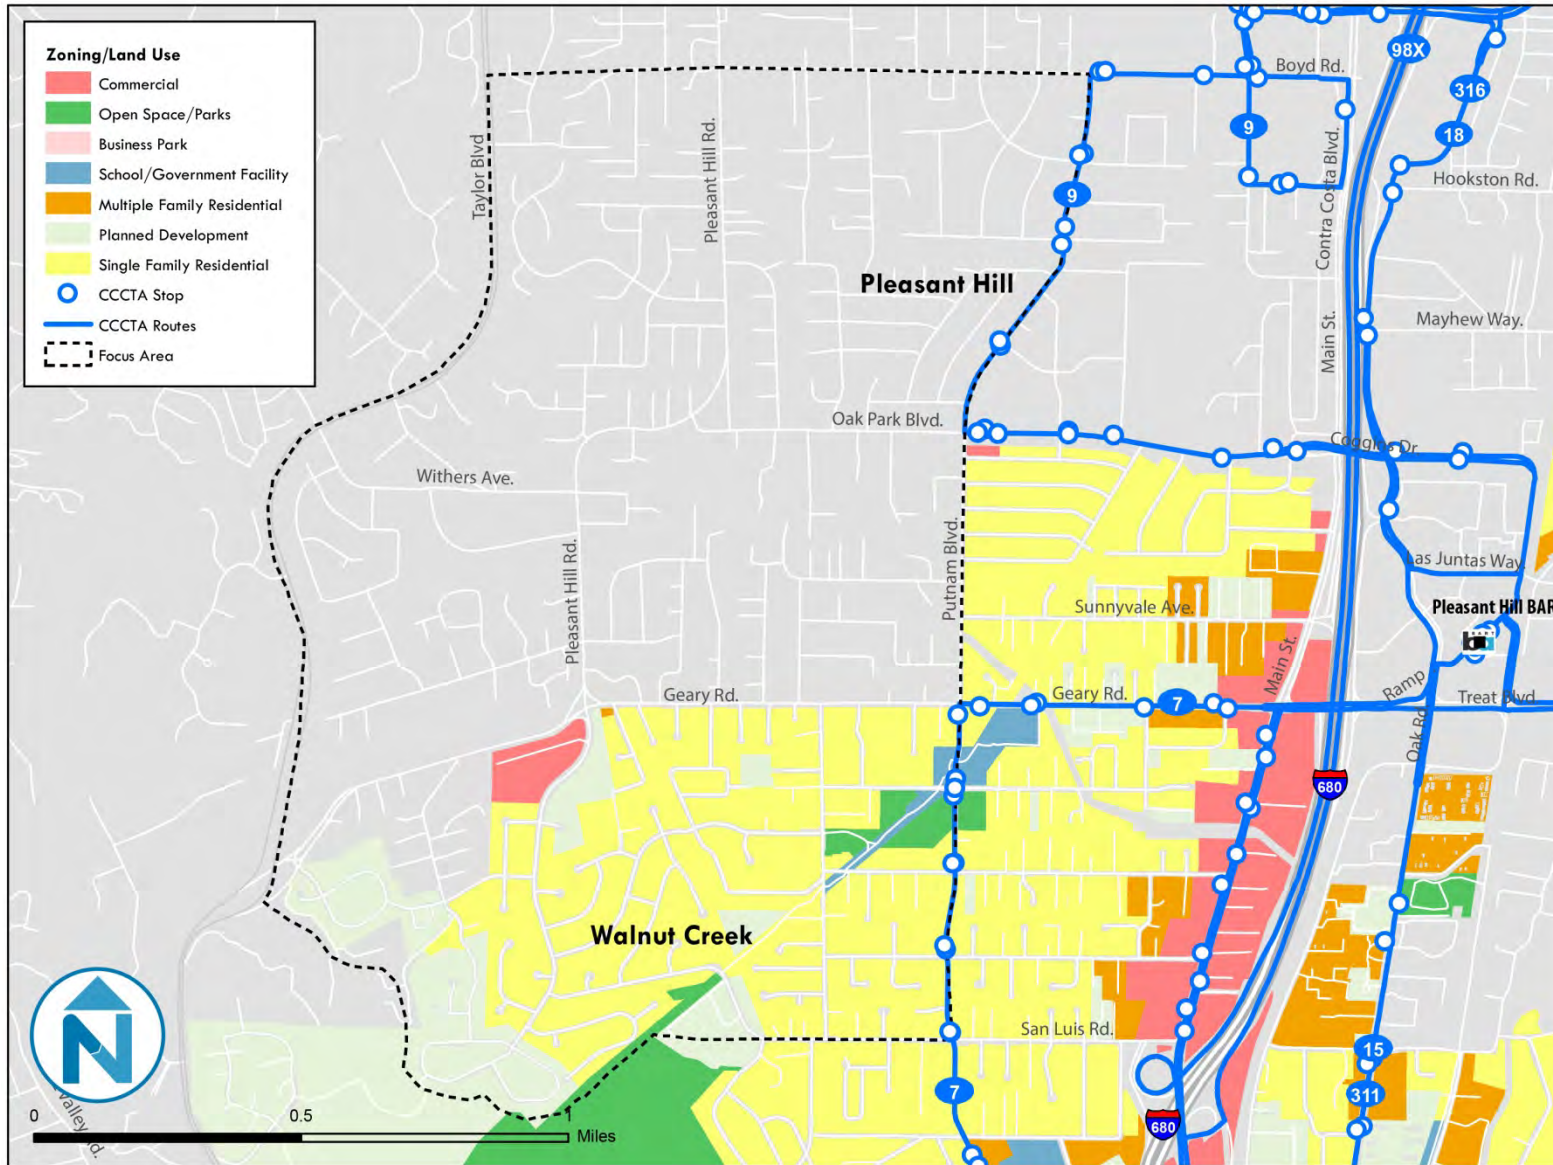 Zoning/Land Use
Commercial
Open Space/Parks
Business Park
School/Government Facility
Multiple Family Residential
Planned Development
Single Family Residential
CCCTA Stop
CCCTA Routes
Focus Area
98X
Boyd Rd.
316
9
18
Taylor Blvd
Pleasant Hill Rd.
9
Contra Costa Blvd.
Hookston Rd.
Pleasant Hill
Main St.
Mayhew Way.
Oak Park Blvd.
Coggins Dr.
Withers Ave.
Putnam Blvd.
Pleasant Hill Rd.
Las Juntas Way.
Sunnyvale Ave.
Pleasant Hill BAR
Main St.
Ramp
Geary Rd.
Geary Rd.
7
Treat Blvd
Oak Rd
680
Walnut Creek
N
San Luis Rd.
15
7
311
680
Valley Rd.
0
0.5
1
Miles